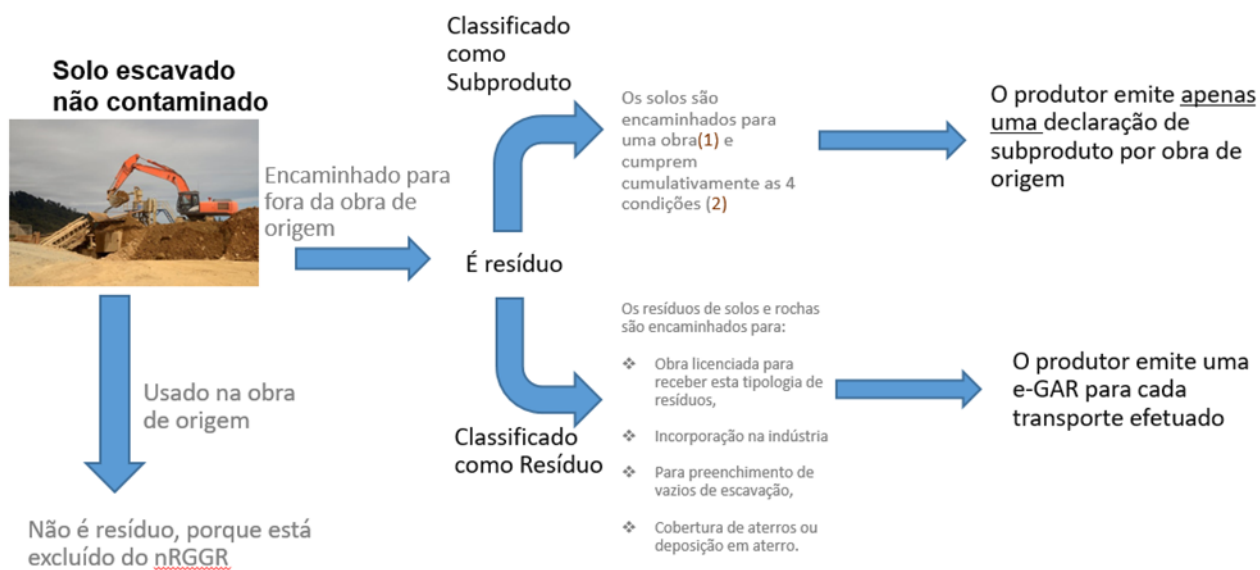 Solo escavado
não contaminado
Encaminhado para
fora da obra de
origem
Usado na obra
de origem
Não é resíduo, porque está
excluído do nRGGR
É resíduo
Classificado
como
Subproduto
Os solos são
encaminhados para
uma obra(1) e
cumprem
cumulativamente as 4
condições (2)
O produtor emite apenas
uma declaração de
subproduto por obra de
origem
Classificado
como Resíduo
Os resíduos de solos e rochas
são encaminhados para:
❖ Obra licenciada para
receber esta tipologia de
resíduos,
❖ Incorporação na indústria
❖ Para preenchimento de
vazios de escavação,
❖ Cobertura de aterros ou
deposição em aterro.
O produtor emite uma
e-GAR para cada
transporte efetuado